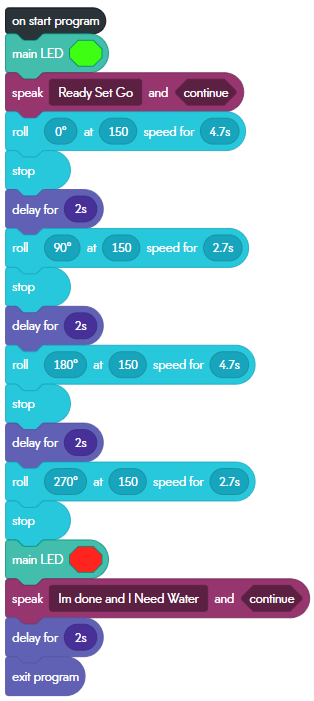 on start program
main LED
speak Ready Set Go and continue
roll 0° at 150 speed for 4.7s
stop
delay for 2s
roll 90° at 150 speed for 2.7s
stop
delay for 2s
roll 180° at 150 speed for 4.7s
stop
delay for 2s
roll 270° at 150 speed for 2.7s
stop
main LED
speak Im done and I Need Water and continue
delay for 2s
exit program